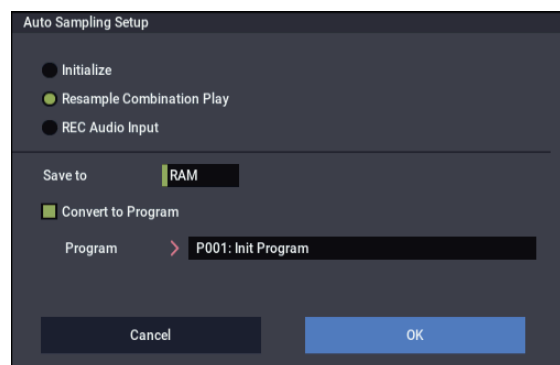 Auto Sampling Setup
Initialize
Resample Combination Play
REC Audio Input
Save to RAM
Convert to Program
Program P001: Init Program
Cancel OK